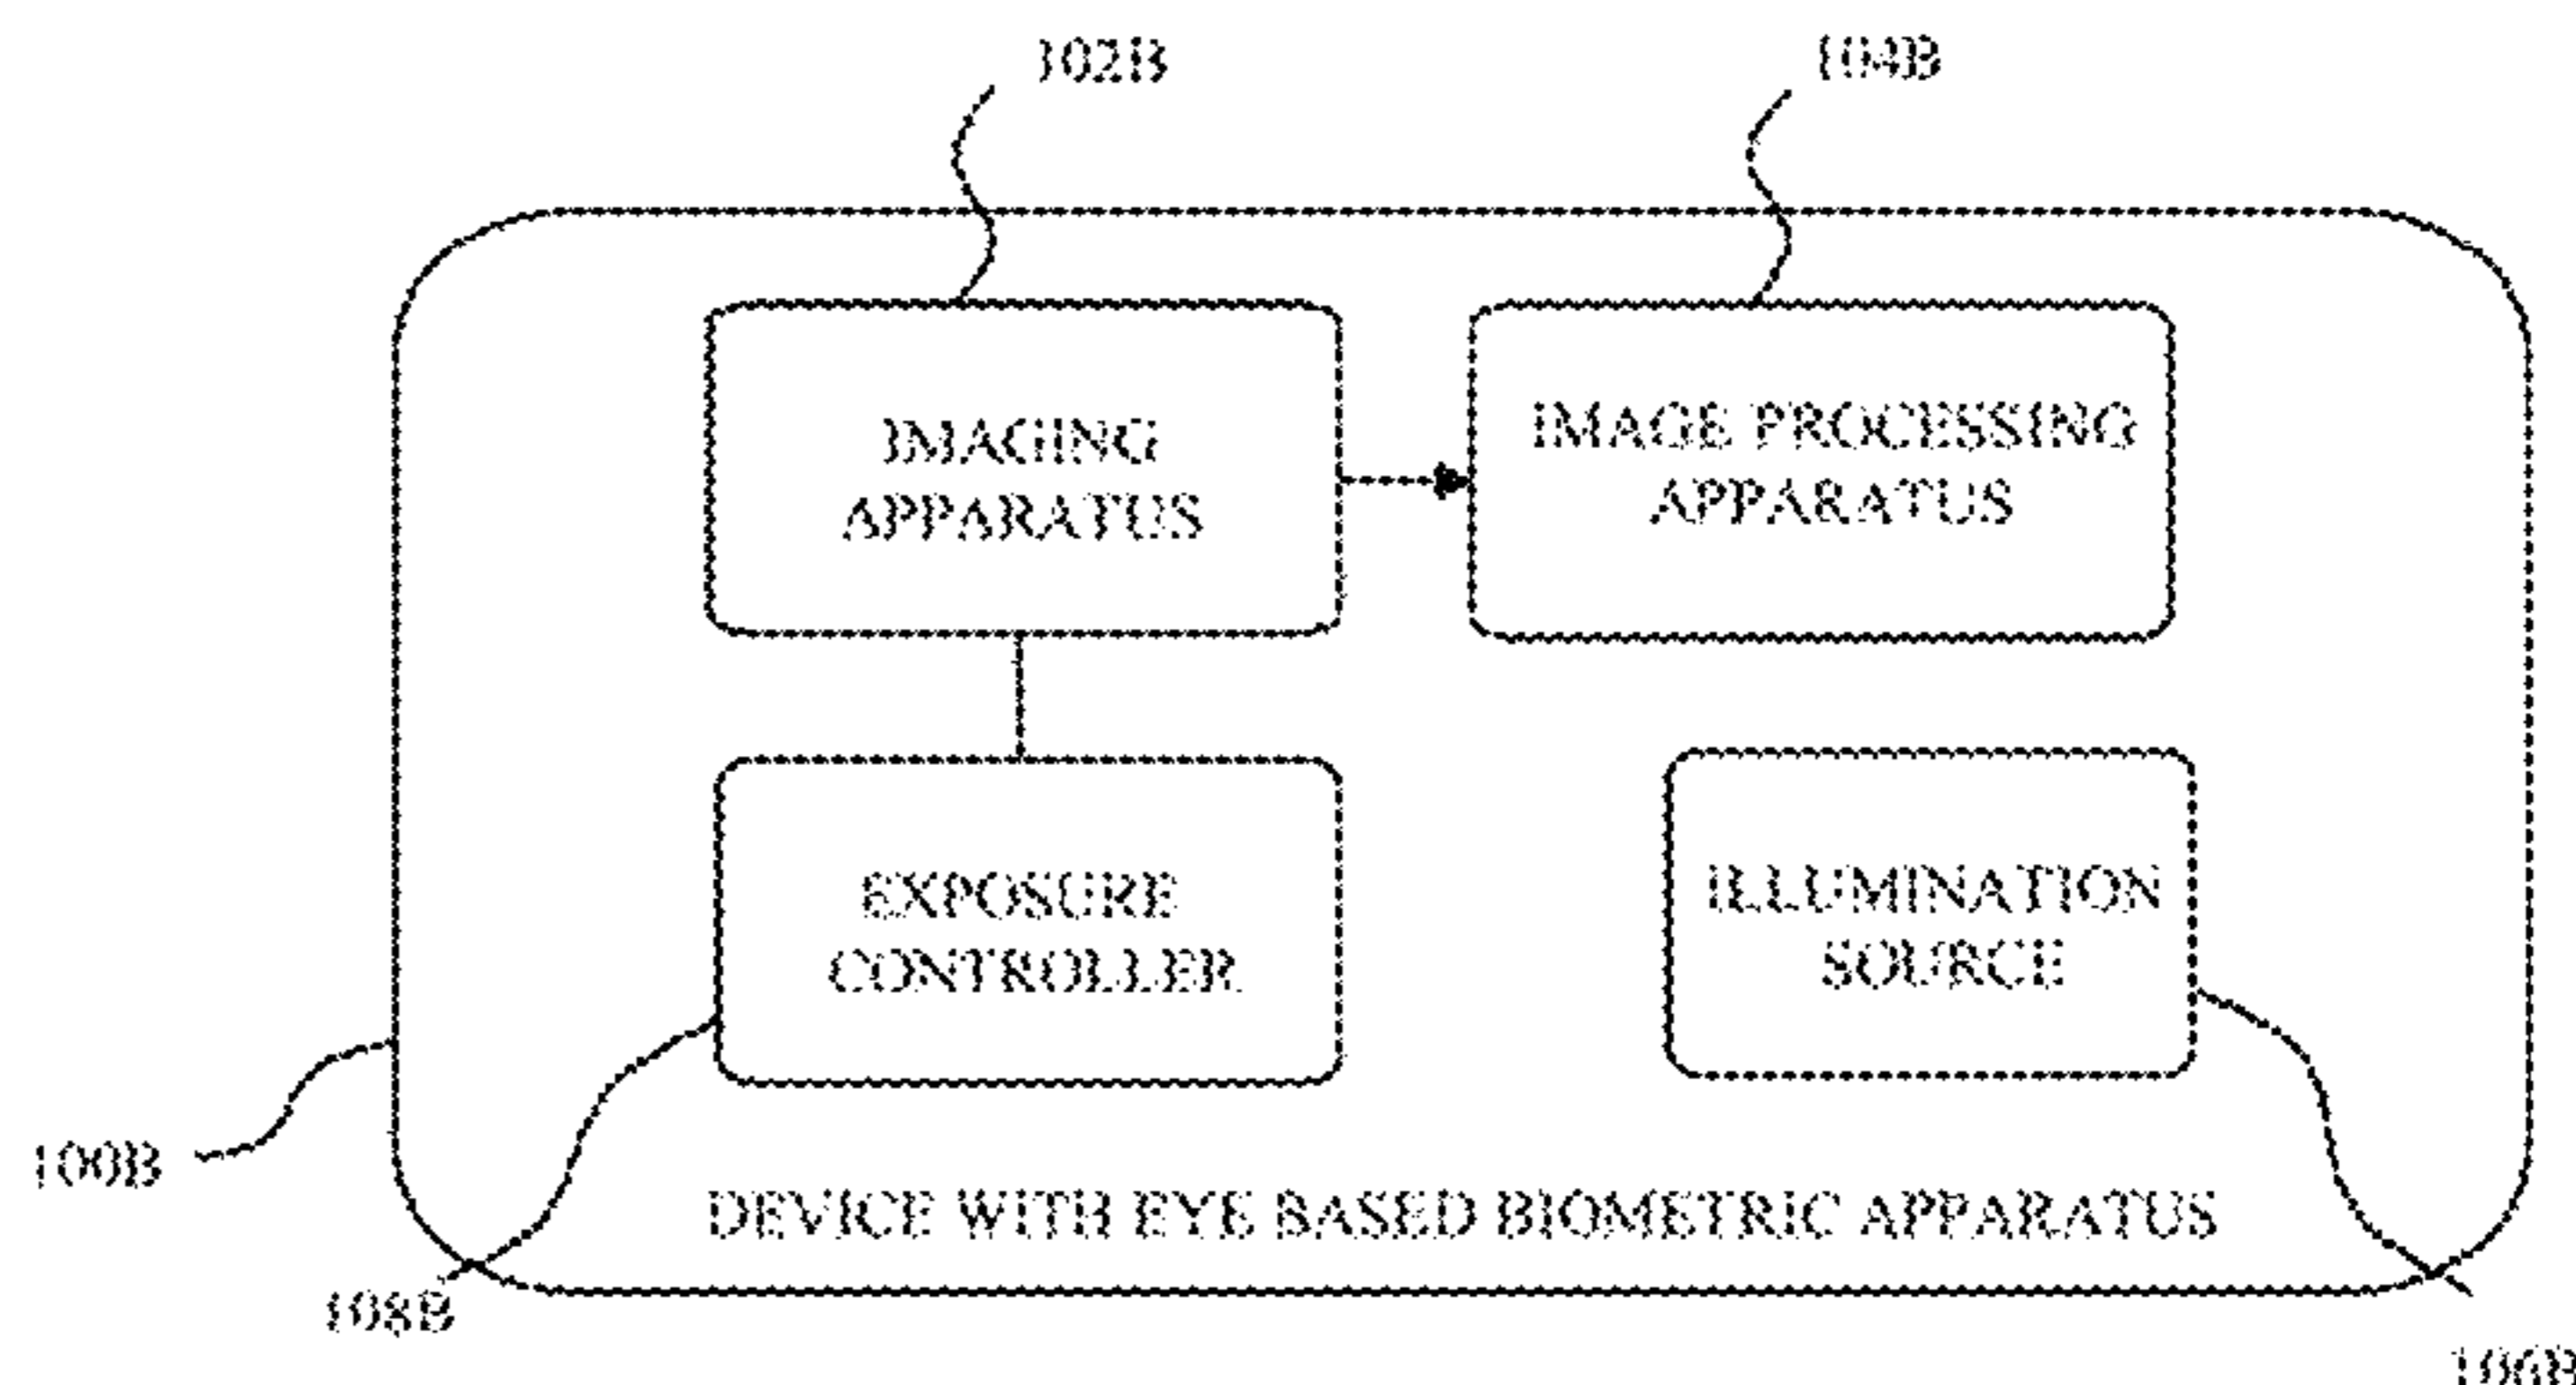 102B
104B
IMAGING
APPARATUS
IMAGE PROCESSING
APPARATUS
EXPOSURE
CONTROLLER
ILLUMINATION
SOURCE
100B
DEVICE WITH EYE BASED BIOMETRIC APPARATUS
108B
106B